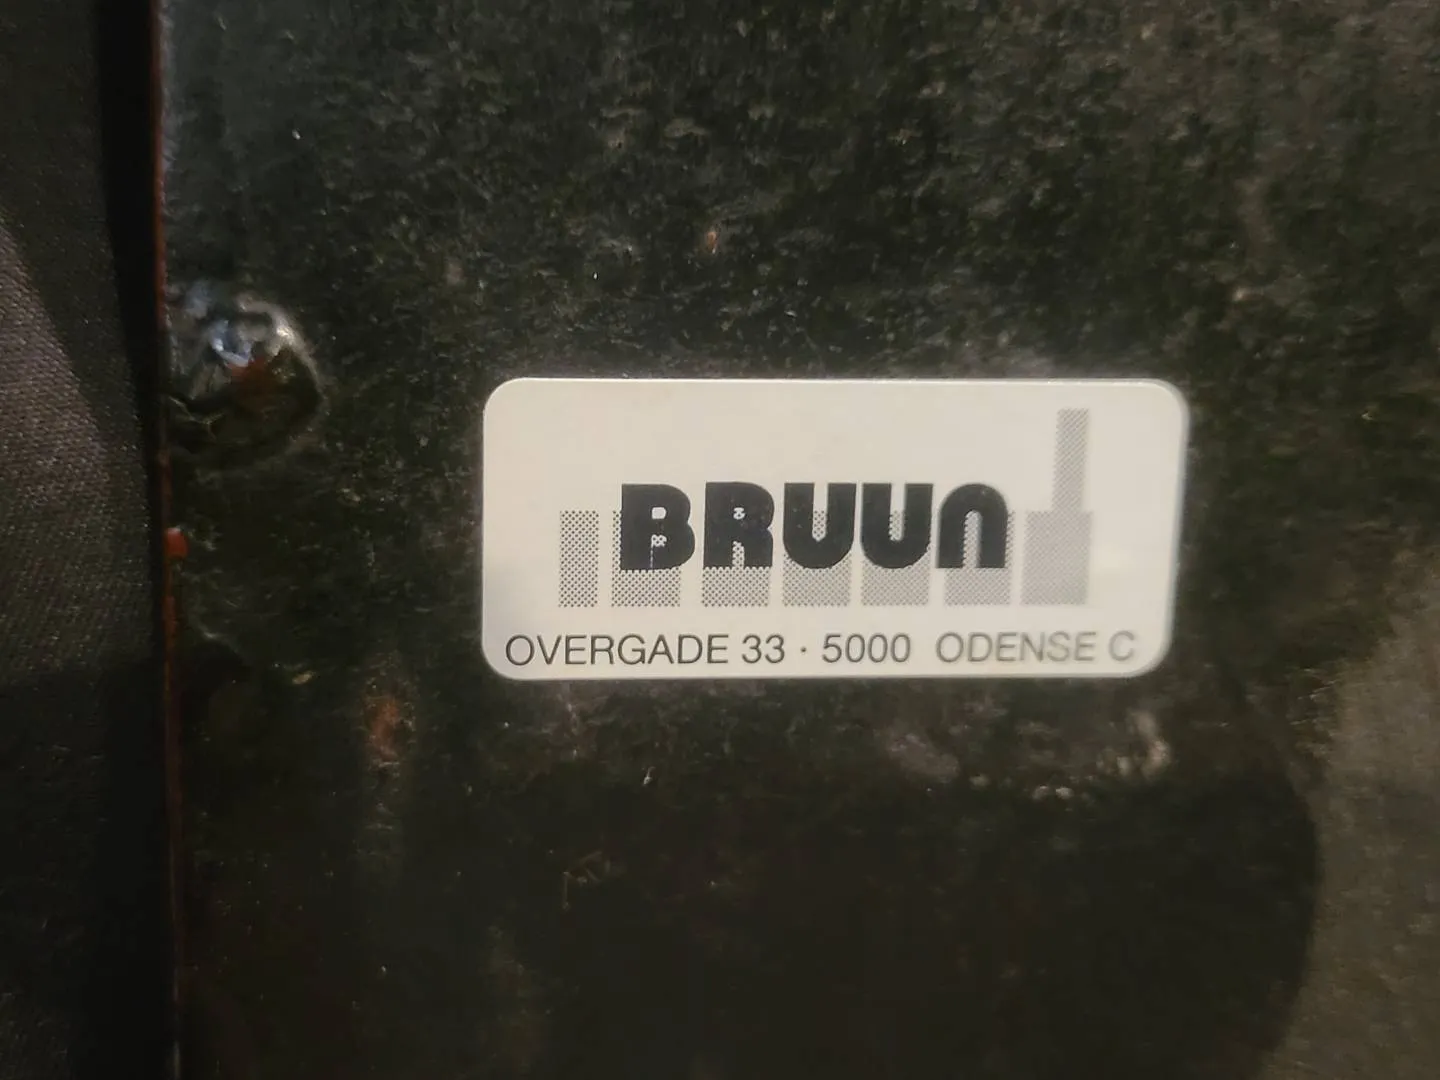 BRUUN
OVERGADE 33 · 5000 ODENSE C